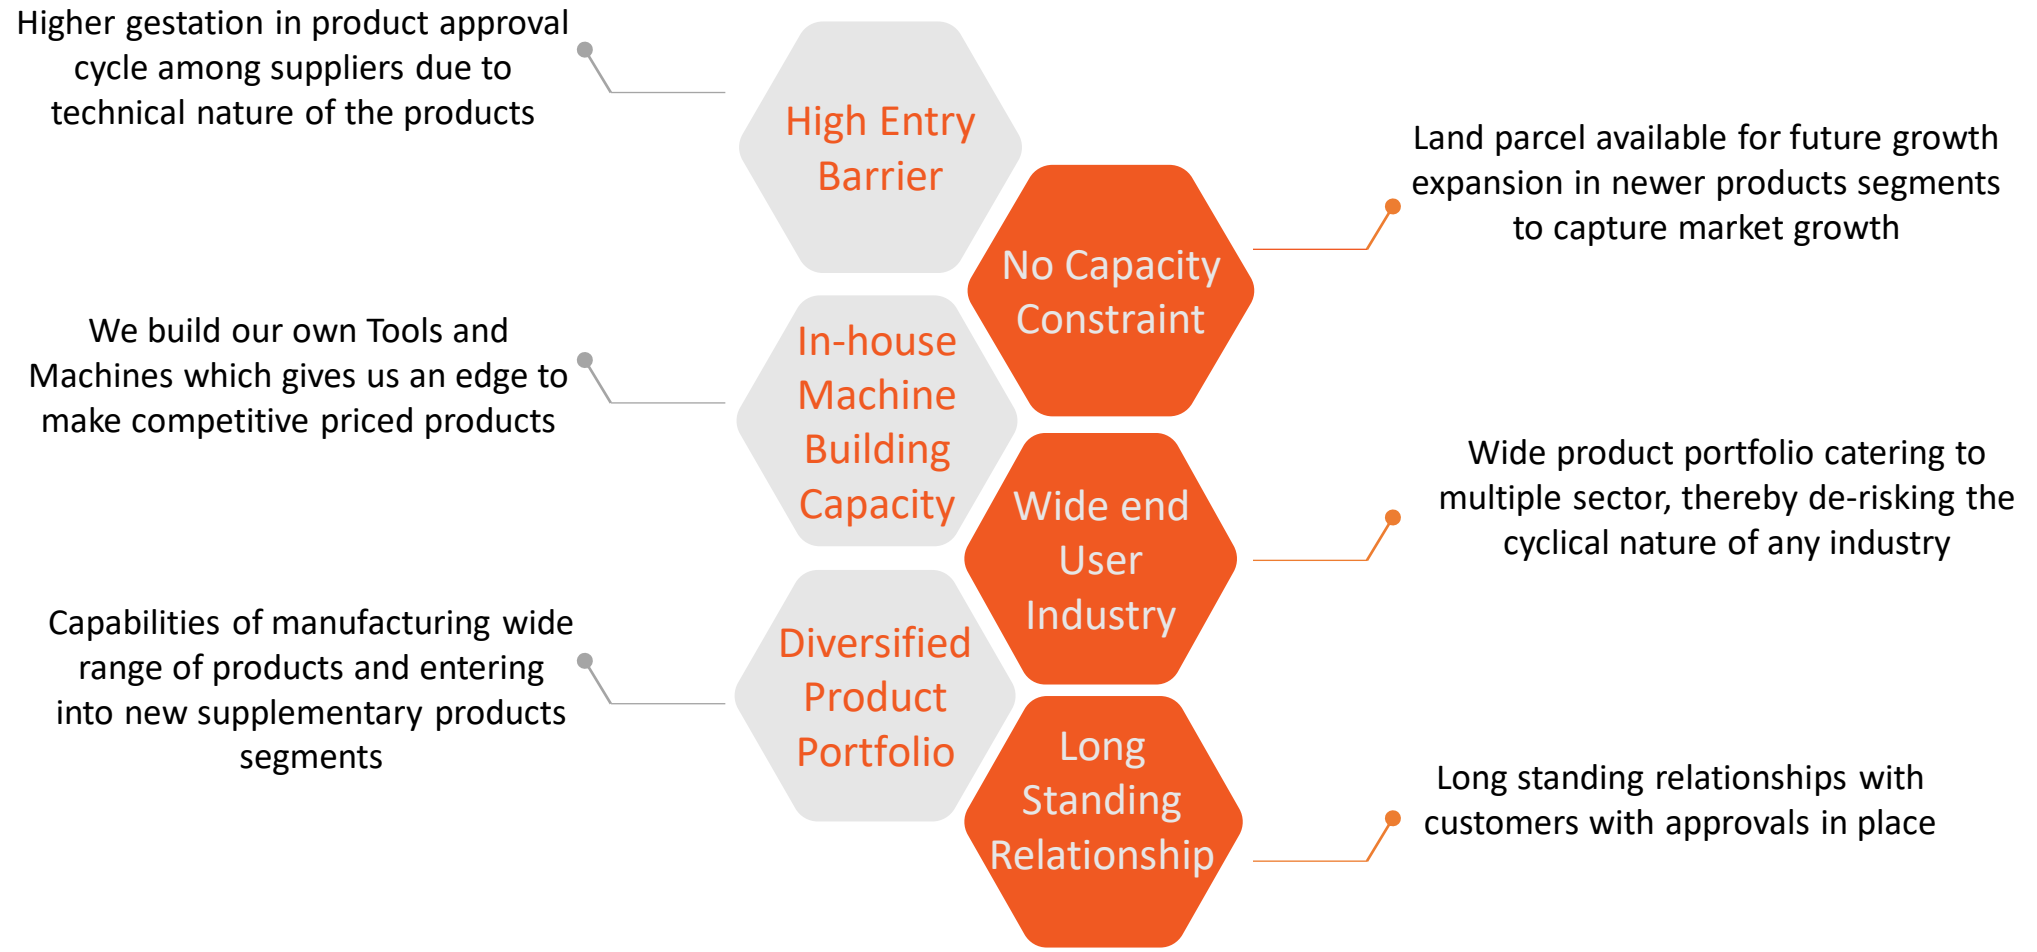 Higher gestation in product approval
cycle among suppliers due to
technical nature of the products
High Entry
Barrier
Land parcel available for future growth
expansion in newer products segments
to capture market growth
No Capacity
Constraint
We build our own Tools and
Machines which gives us an edge to
make competitive priced products
In-house
Machine
Building
Capacity
Wide product portfolio catering to
multiple sector, thereby de-risking the
cyclical nature of any industry
Wide end
User
Industry
Capabilities of manufacturing wide
range of products and entering
into new supplementary products
segments
Diversified
Product
Portfolio
Long
Standing
Relationship
Long standing relationships with
customers with approvals in place